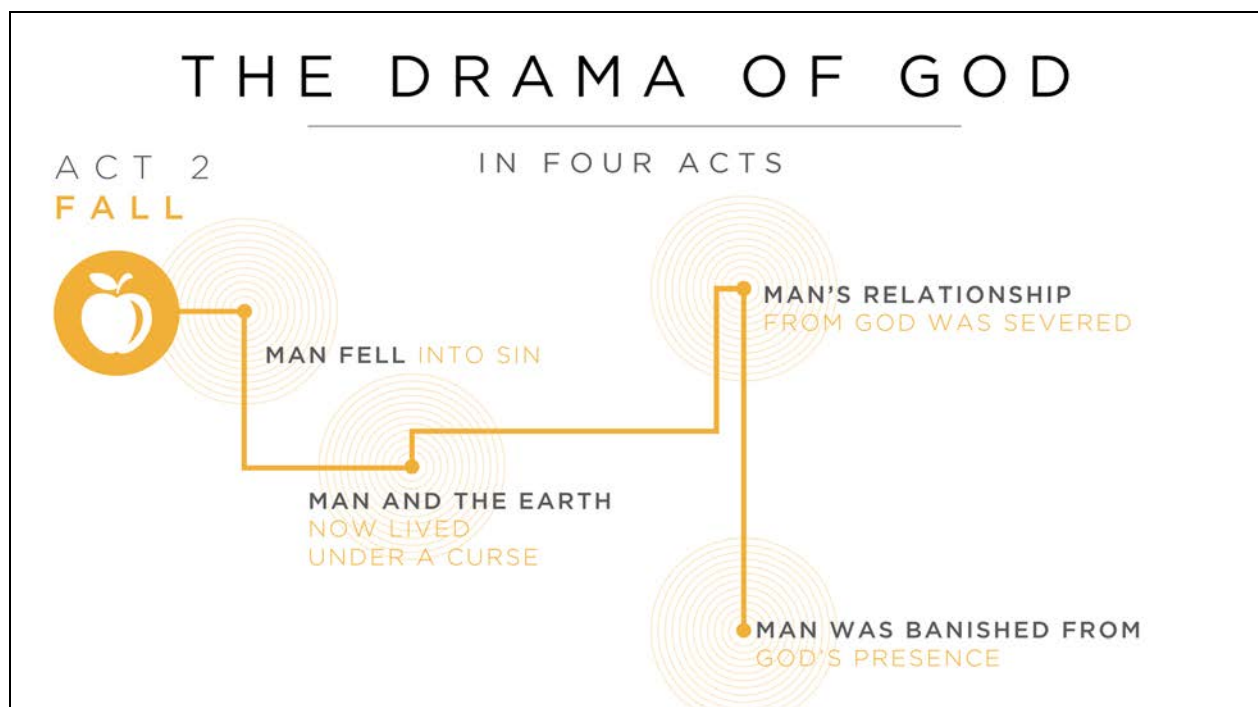 THE DRAMA OF GOD
IN FOUR ACTS
ACT 2
FALL
MAN FELL INTO SIN
MAN AND THE EARTH
NOW LIVED
UNDER A CURSE
MAN'S RELATIONSHIP
FROM GOD WAS SEVERED
MAN WAS BANISHED FROM
GOD'S PRESENCE